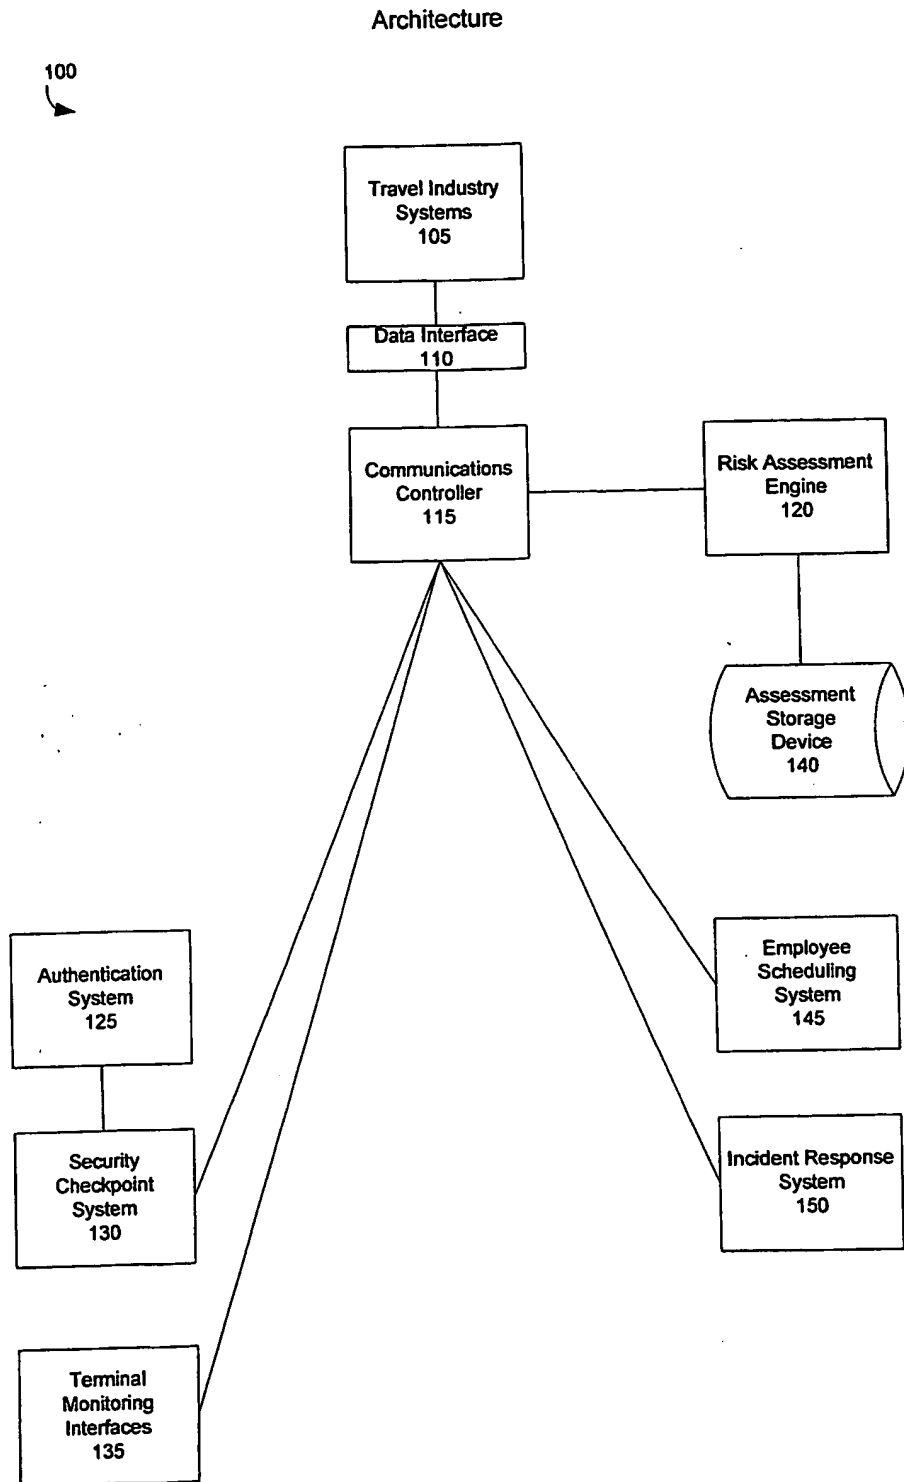 Architecture
100
Travel Industry
Systems
105
Data Interface
110
Communications
Controller
115
Risk Assessment
Engine
120
Assessment
Storage
Device
140
Authentication
System
125
Employee
Scheduling
System
145
Security
Checkpoint
System
130
Incident Response
System
150
Terminal
Monitoring
Interfaces
135